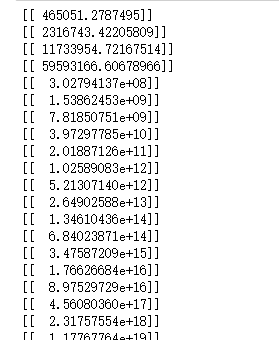 [[ 465051.2787495]]
[[ 2316743.42205809]]
[[ 11733954.72167514]]
[[ 59593166.60678966]]
[[ 3.02794137e+08]]
[[ 1.53862453e+09]]
[[ 7.81850751e+09]]
[[ 3.97297785e+10]]
[[ 2.01887126e+11]]
[[ 1.02589083e+12]]
[[ 5.21307140e+12]]
[[ 2.64902588e+13]]
[[ 1.34610436e+14]]
[[ 6.84023871e+14]]
[[ 3.47587209e+15]]
[[ 1.76626684e+16]]
[[ 8.97529729e+16]]
[[ 4.56080360e+17]]
[[ 2.31757554e+18]]
[[ 1.17767764e+19]]